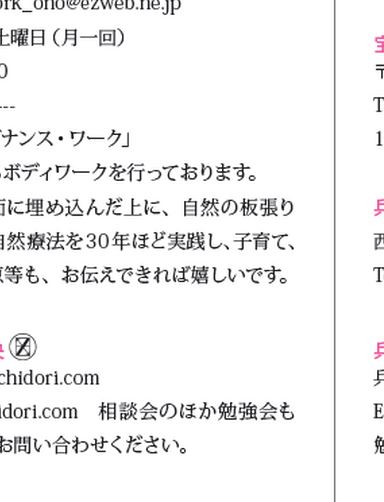 ork_ono@ezweb.ne.jp
土曜日（月一回）
0
---
ナンス・ワーク」
ボディワークを行っております。
面に埋め込んだ上に、自然の板張り
自然療法を30年ほど実践し、子育て、
等も、お伝えできれば嬉しいです。
chidori.com
idori.com　相談会のほか勉強会も
お問い合わせください。
宝
〒
T
1
兵
西
T
兵
兵
E
勉